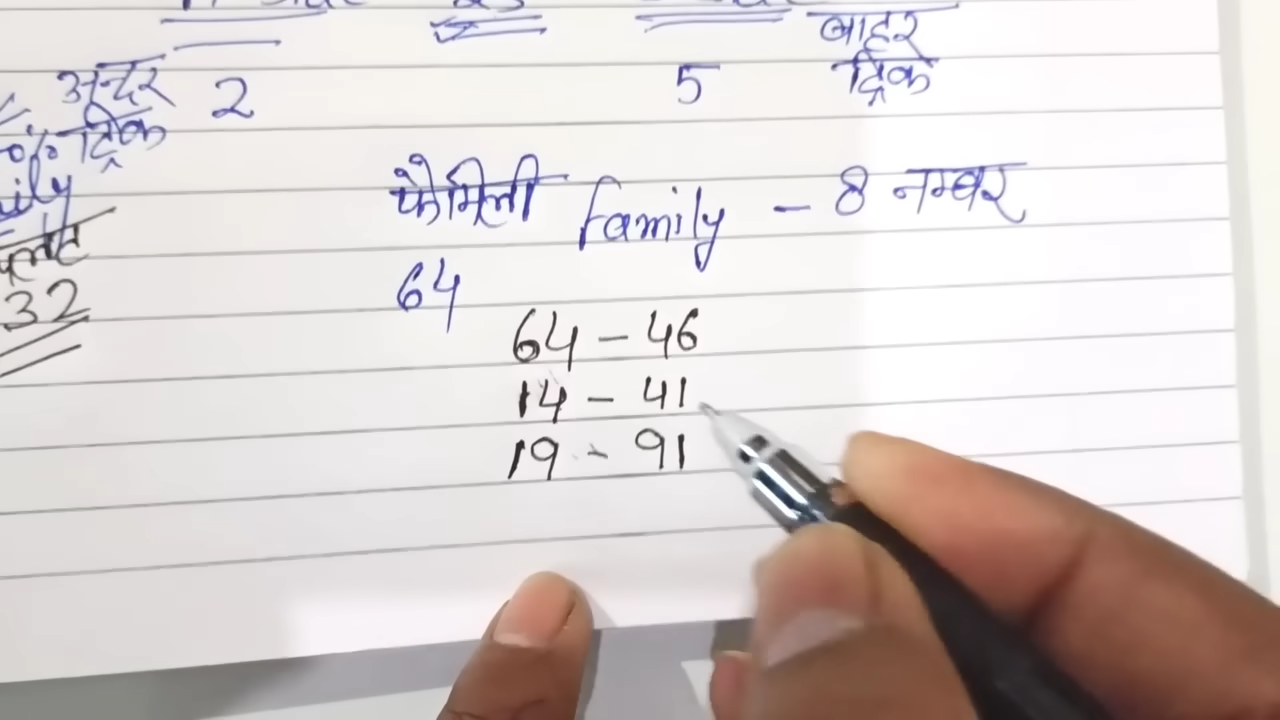 बाहर
अन्दर 2 5 ट्रिक
% ट्रिक
फैमिली family - 8 नम्बर
64
32
64 - 46
14 - 41
19 - 91